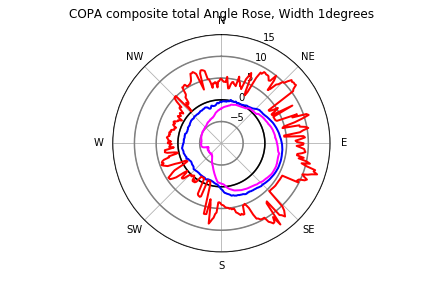 COPA composite total Angle Rose, Width 1degrees
N
15
NW
NE
10
5
0
−5
W
E
SW
SE
S